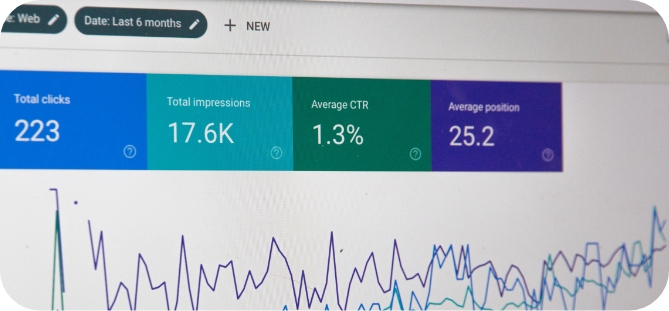 e: Web
Date: Last 6 months
+ NEW
Total clicks
223
Total impressions
17.6K
Average CTR
1.3%
Average position
25.2